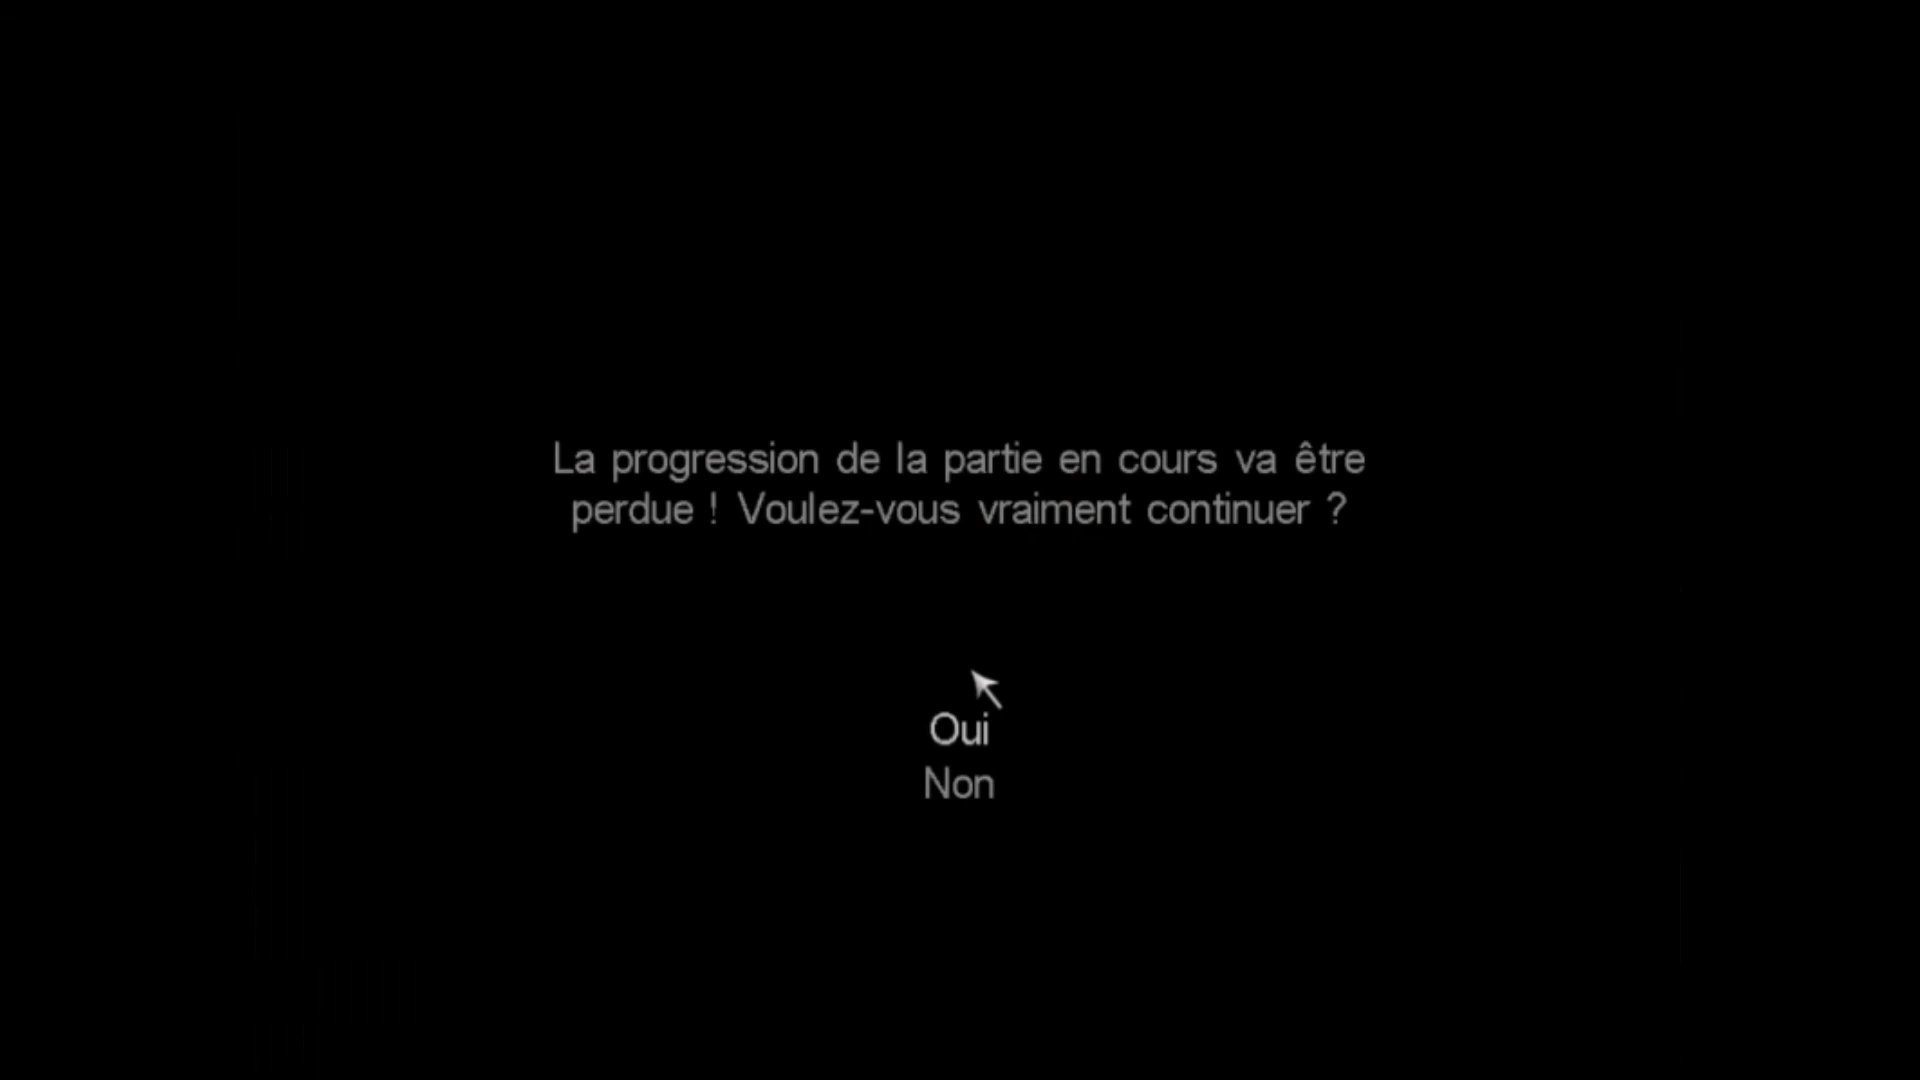 La progression de la partie en cours va être
perdue ! Voulez-vous vraiment continuer ?
Oui
Non